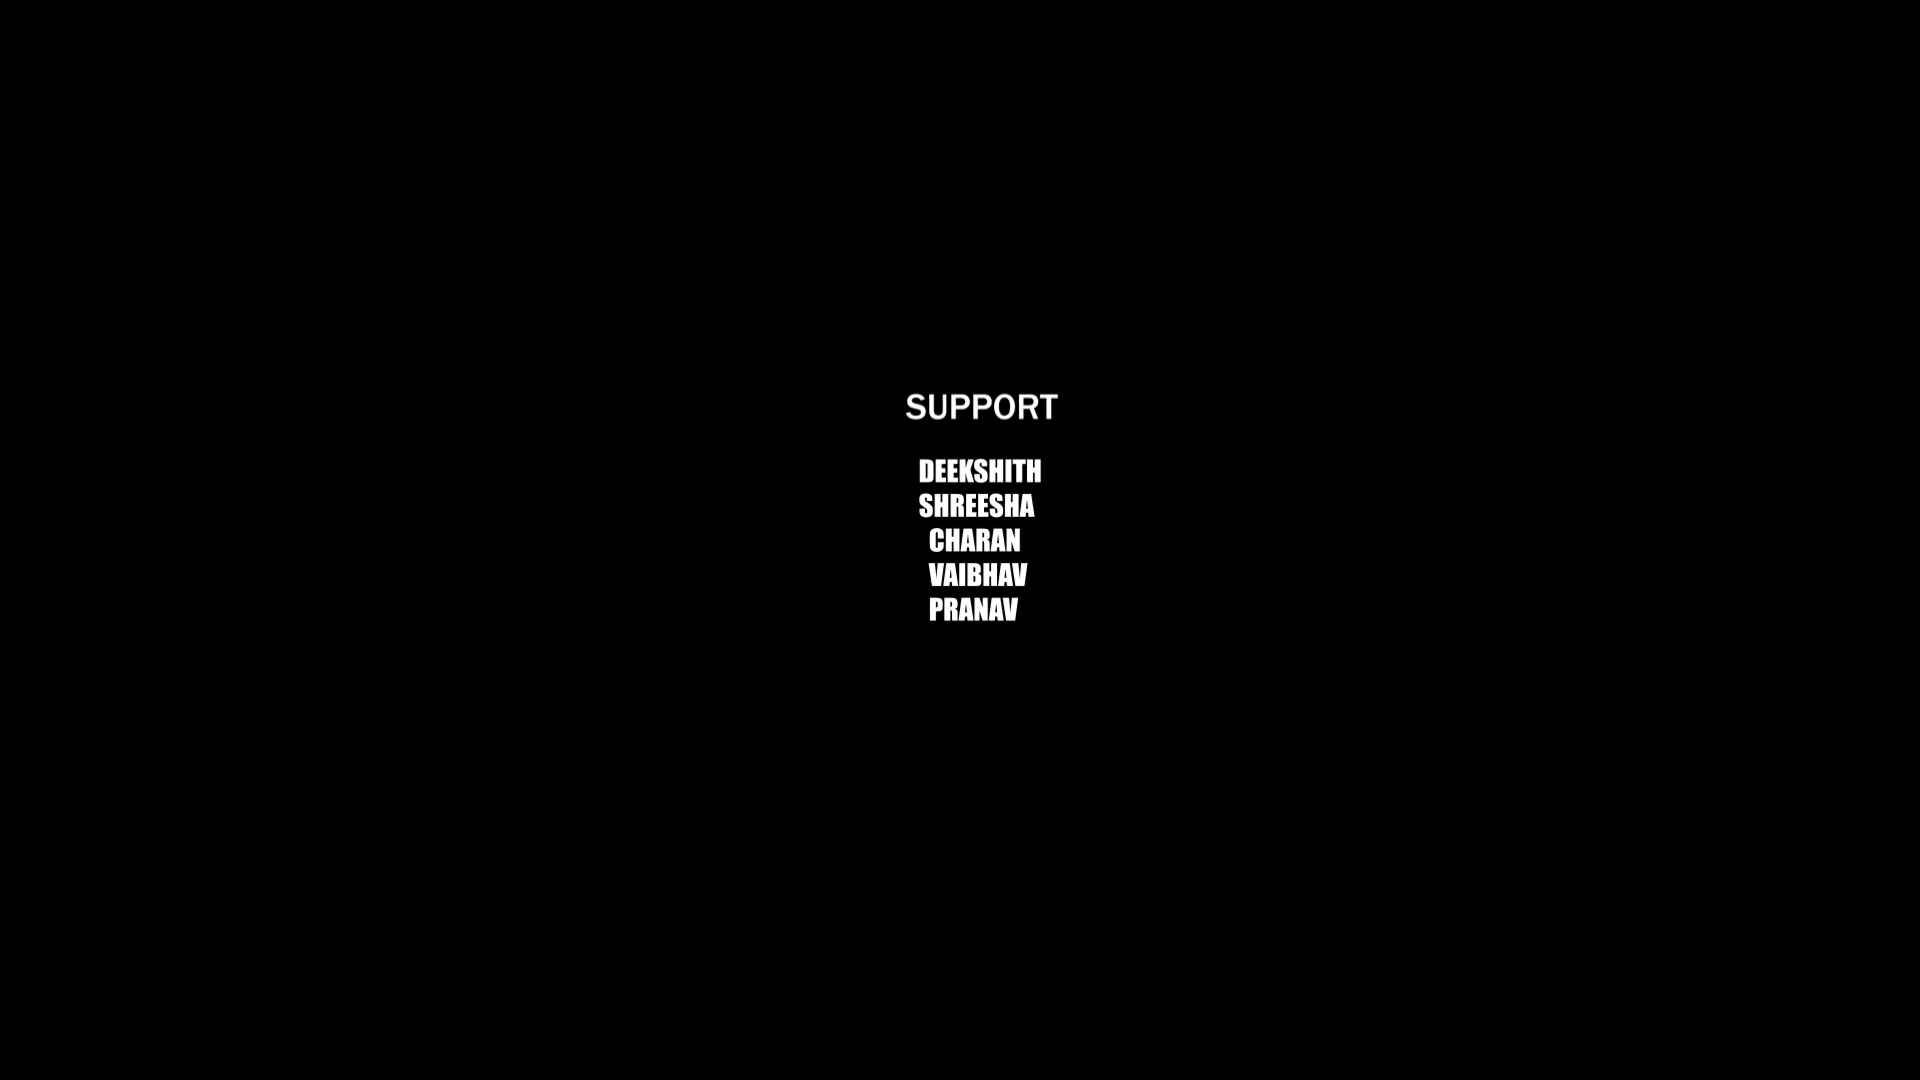 SUPPORT
DEEKSHITH
SHREESHA
CHARAN
VAIBHAV
PRANAV